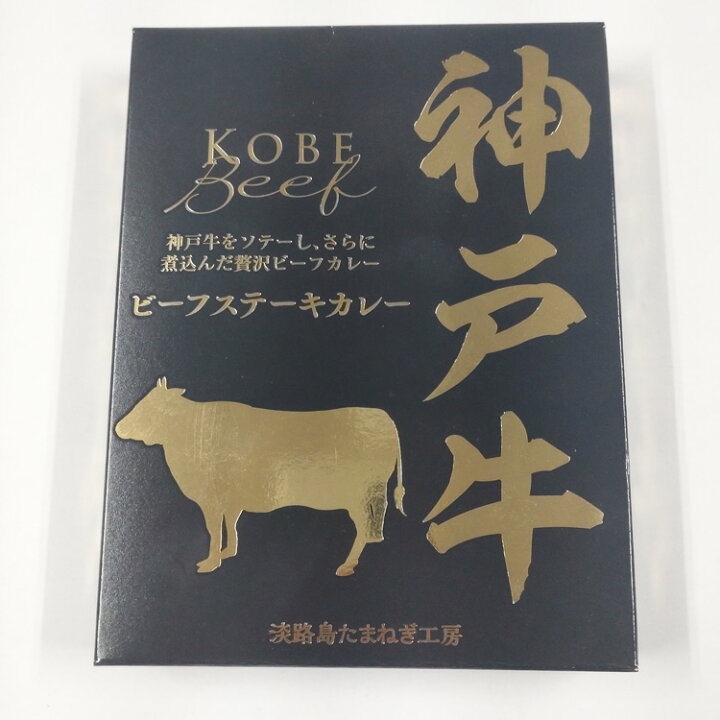 神戸牛
KOBE
Beef
神戸牛をソテーし、さらに
煮込んだ贅沢ビーフカレー
ビーフステーキカレー
淡路島たまねぎ工房